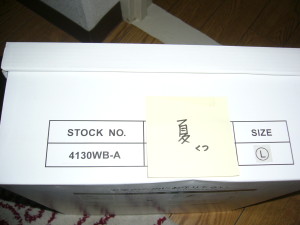 STOCK NO. SIZE
4130WB-A L
夏
くつ